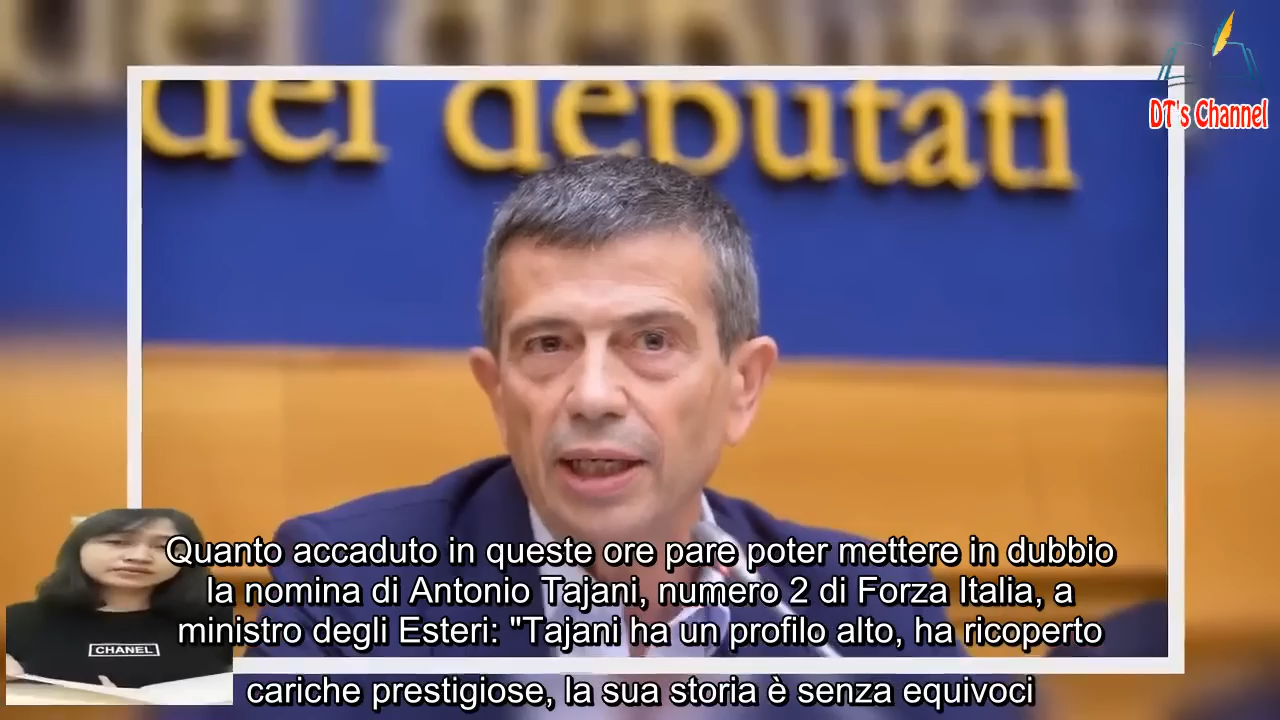 dei deputati
DT's Channel
Quanto accaduto in queste ore pare poter mettere in dubbio
la nomina di Antonio Tajani, numero 2 di Forza Italia, a
ministro degli Esteri: "Tajani ha un profilo alto, ha ricoperto
CHANEL
cariche prestigiose, la sua storia è senza equivoci